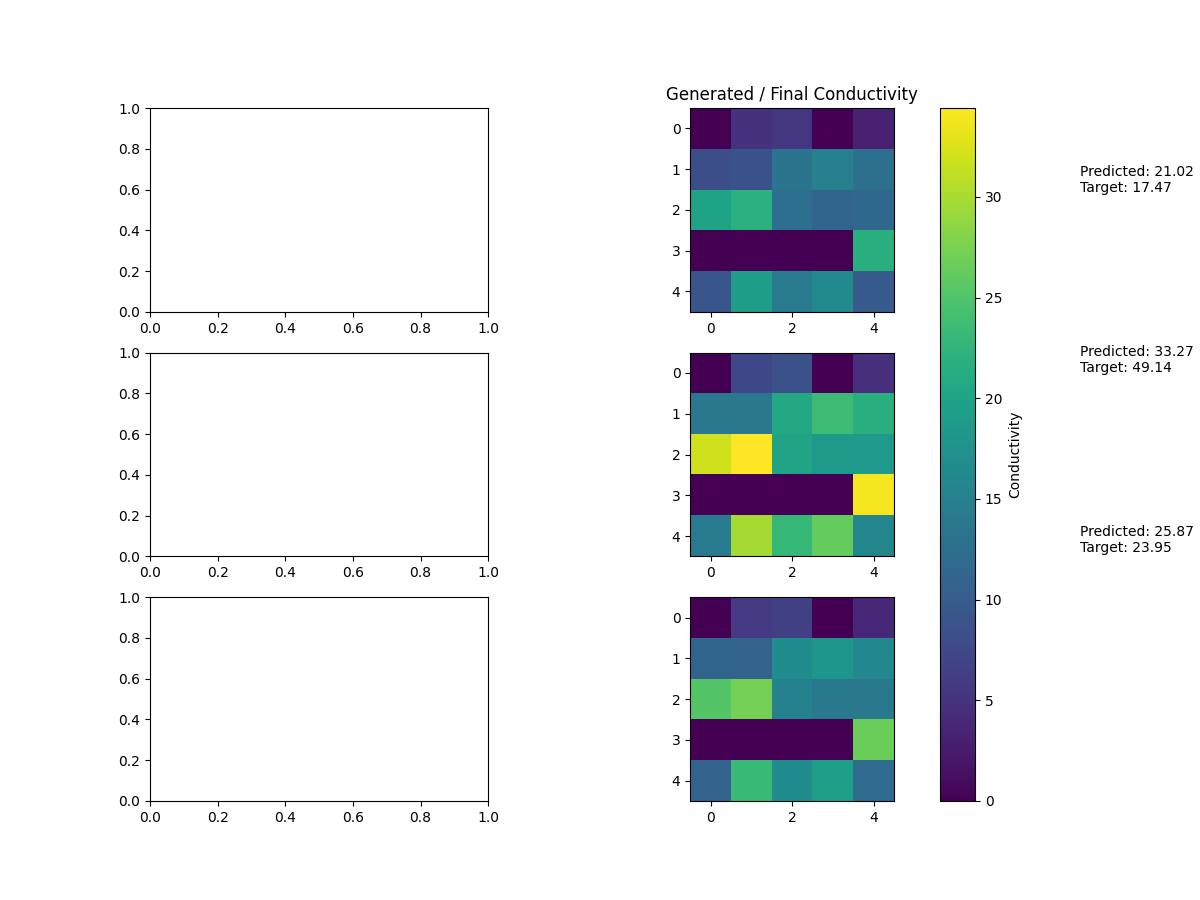 Generated / Final Conductivity
1.0
0.8
0.6
0.4
0.2
0.0
0.0 0.2 0.4 0.6 0.8 1.0
0
1
2
3
4
0 2 4
Predicted: 21.02
Target: 17.47
1.0
0.8
0.6
0.4
0.2
0.0
0.0 0.2 0.4 0.6 0.8 1.0
0
1
2
3
4
0 2 4
Predicted: 33.27
Target: 49.14
1.0
0.8
0.6
0.4
0.2
0.0
0.0 0.2 0.4 0.6 0.8 1.0
0
1
2
3
4
0 2 4
Predicted: 25.87
Target: 23.95
30
25
20
15
10
5
0
Conductivity